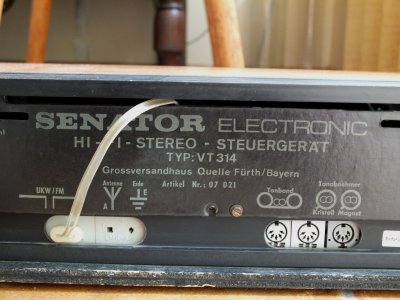 SENATOR ELECTRONIC
HI-FI-STEREO-STEUERGERÄT
TYP: VT 314
Grossversandhaus Quelle Fürth/Bayern
Artikel Nr.: 07 021
UKW/FM
Antenne
Erde
A
E
Tonband
Tonabnehmer
Kristall Magnet